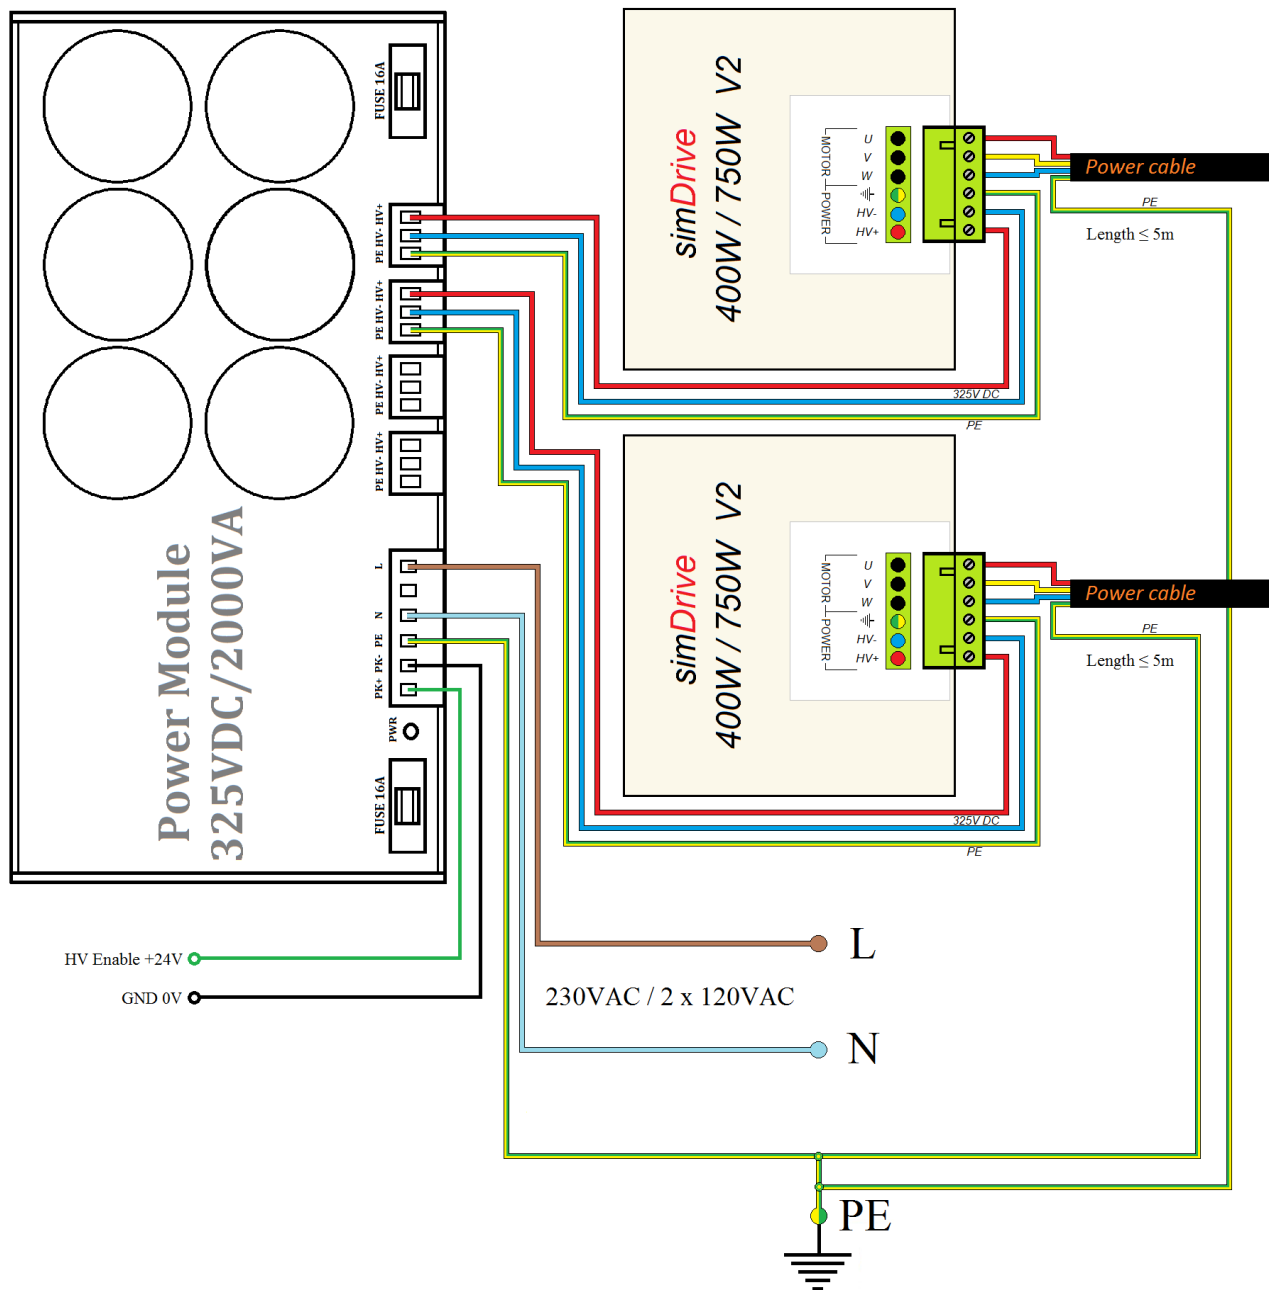 FUSE 16A
PE HV- HV+
PE HV- HV+
PE HV- HV+
PE HV- HV+
L
N
PE
PK-
PK+
PWR
FUSE 16A
Power Module
325VDC/2000VA
HV Enable +24V
GND 0V
simDrive
400W / 750W V2
MOTOR
POWER
U
V
W
HV-
HV+
Power cable
PE
Length ≤ 5m
325V DC
PE
simDrive
400W / 750W V2
MOTOR
POWER
U
V
W
HV-
HV+
Power cable
PE
Length ≤ 5m
325V DC
PE
L
230VAC / 2 x 120VAC
N
PE